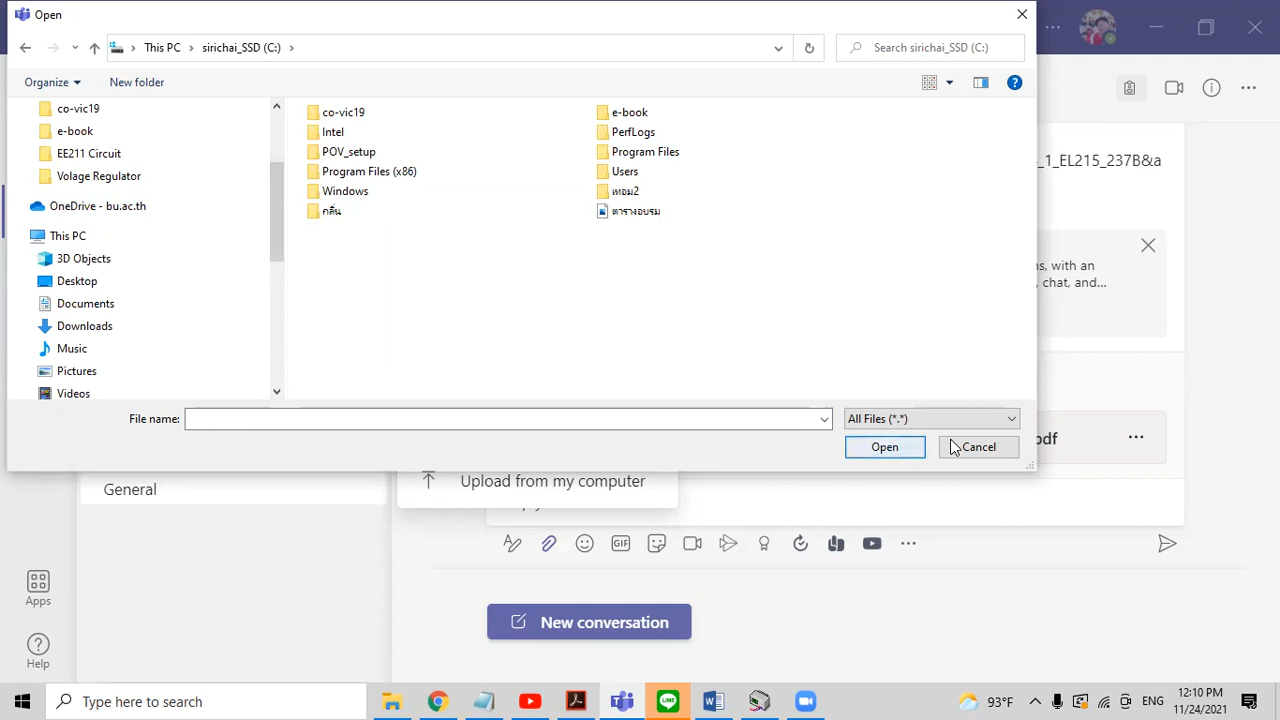 Open
This PC
sirichai_SSD (C:)
Search sirichai_SSD (C:)
Organize
New folder
co-vic19
e-book
EE211 Circuit
Volage Regulator
OneDrive - bu.ac.th
This PC
3D Objects
Desktop
Documents
Downloads
Music
Pictures
Videos
co-vic19
e-book
Intel
PerfLogs
POV_setup
Program Files
Program Files (x86)
Users
Windows
เทอม2
กลิ่น
ตารางอบรม
File name:
All Files (*.*)
Open
Cancel
_1_EL215_237B&a
ns, with an
, chat, and...
pdf
General
Upload from my computer
GIF
New conversation
Apps
Help
Type here to search
LINE
93°F
ENG
12:10 PM
11/24/2021